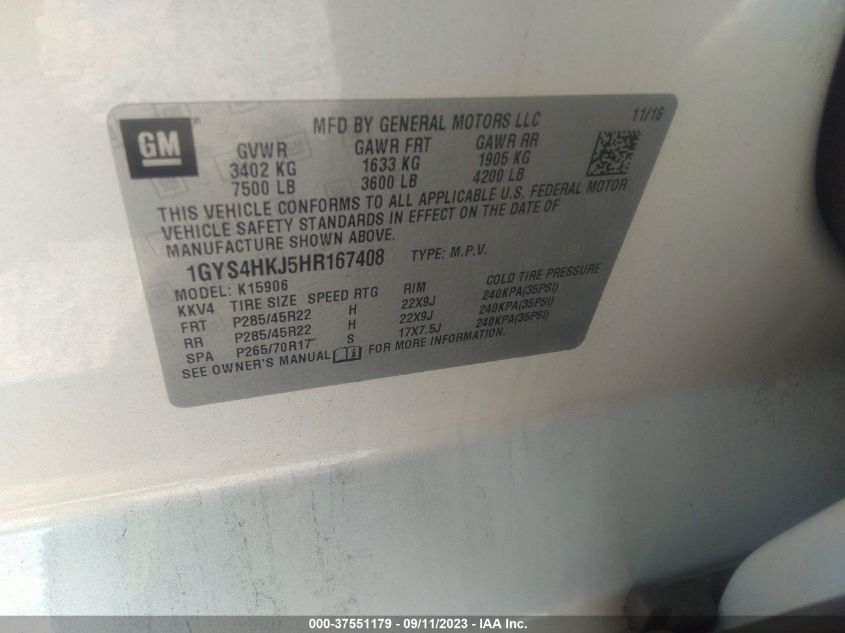 GM
MFD BY GENERAL MOTORS LLC
11/16
GVWR GAWR FRT GAWR RR
3402 KG 1633 KG 1905 KG
7500 LB 3600 LB 4200 LB
THIS VEHICLE CONFORMS TO ALL APPLICABLE U.S. FEDERAL MOTOR
VEHICLE SAFETY STANDARDS IN EFFECT ON THE DATE OF
MANUFACTURE SHOWN ABOVE.
1GYS4HKJ5HR167408 TYPE: M.P.V.
MODEL: K15906
KKV4 TIRE SIZE SPEED RTG RIM COLD TIRE PRESSURE
FRT P285/45R22 H 22X9J 240KPA(35PSI)
RR P285/45R22 H 22X9J 240KPA(35PSI)
SPA P265/70R17 S 17X7.5J 240KPA(35PSI)
SEE OWNER'S MANUAL FOR MORE INFORMATION.
000-37551179 - 09/11/2023 - IAA Inc.